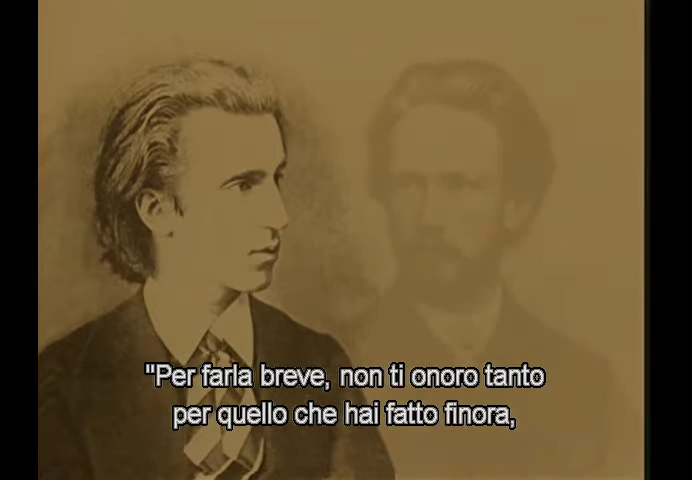 "Per farla breve, non ti onoro tanto
per quello che hai fatto finora,